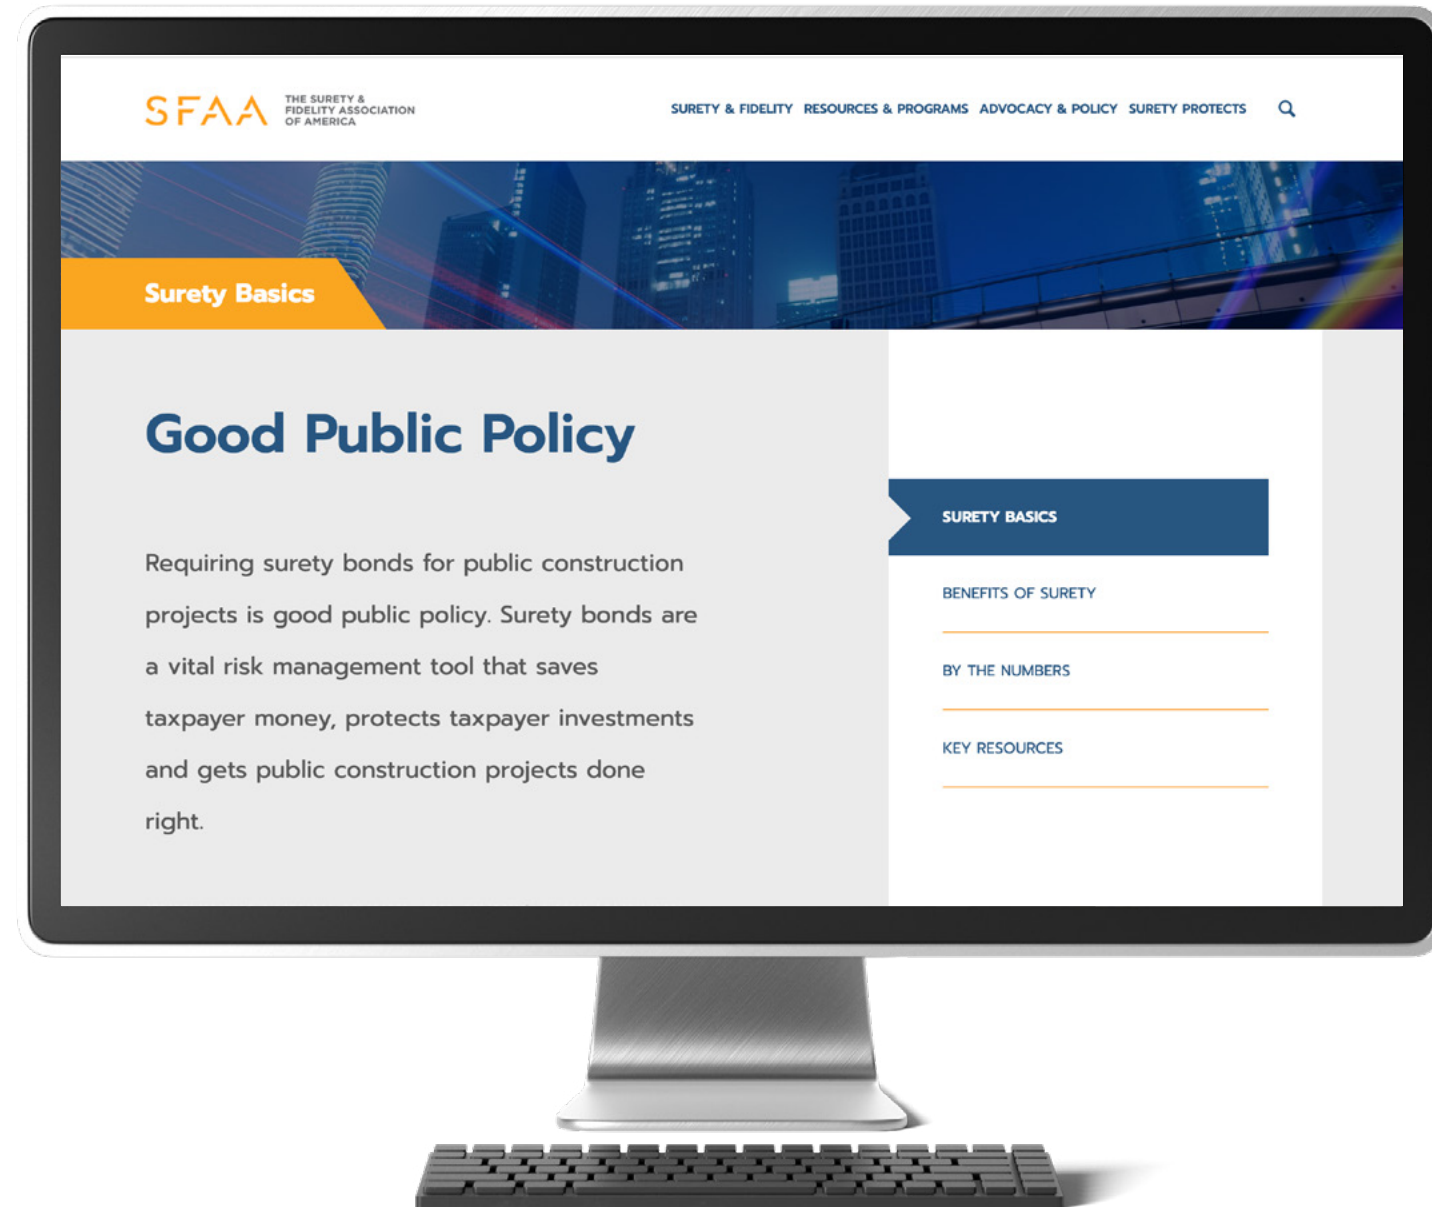 SFAA
THE SURETY &
FIDELITY ASSOCIATION
OF AMERICA
SURETY & FIDELITY RESOURCES & PROGRAMS ADVOCACY & POLICY SURETY PROTECTS
Surety Basics
Good Public Policy
Requiring surety bonds for public construction
projects is good public policy. Surety bonds are
a vital risk management tool that saves
taxpayer money, protects taxpayer investments
and gets public construction projects done
right.
SURETY BASICS
BENEFITS OF SURETY
BY THE NUMBERS
KEY RESOURCES